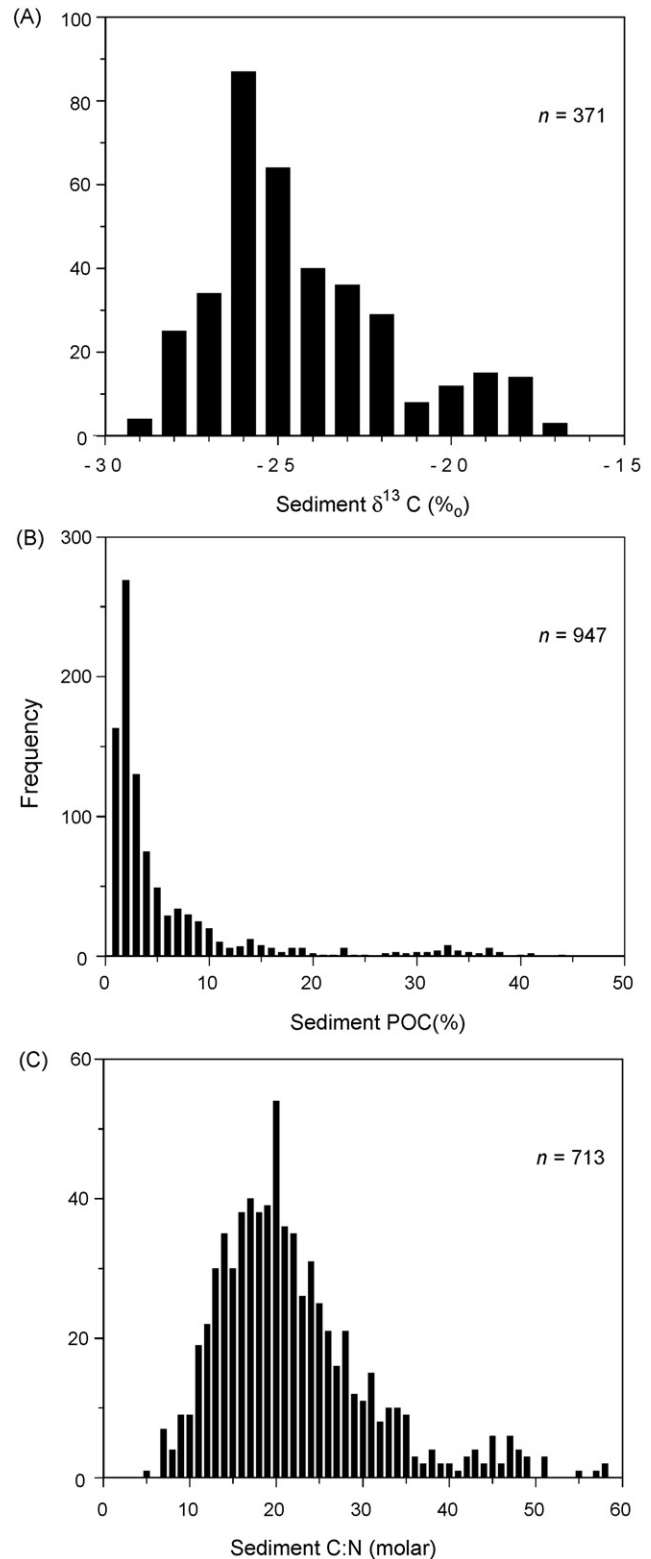 (A)
100
80
60
40
20
0
n = 371
-30 -25 -20 -15
Sediment δ13 C (%o)
(B)
300
200
100
0
n = 947
Frequency
0 10 20 30 40 50
Sediment POC(%)
(C)
60
40
20
0
n = 713
0 10 20 30 40 50 60
Sediment C:N (molar)